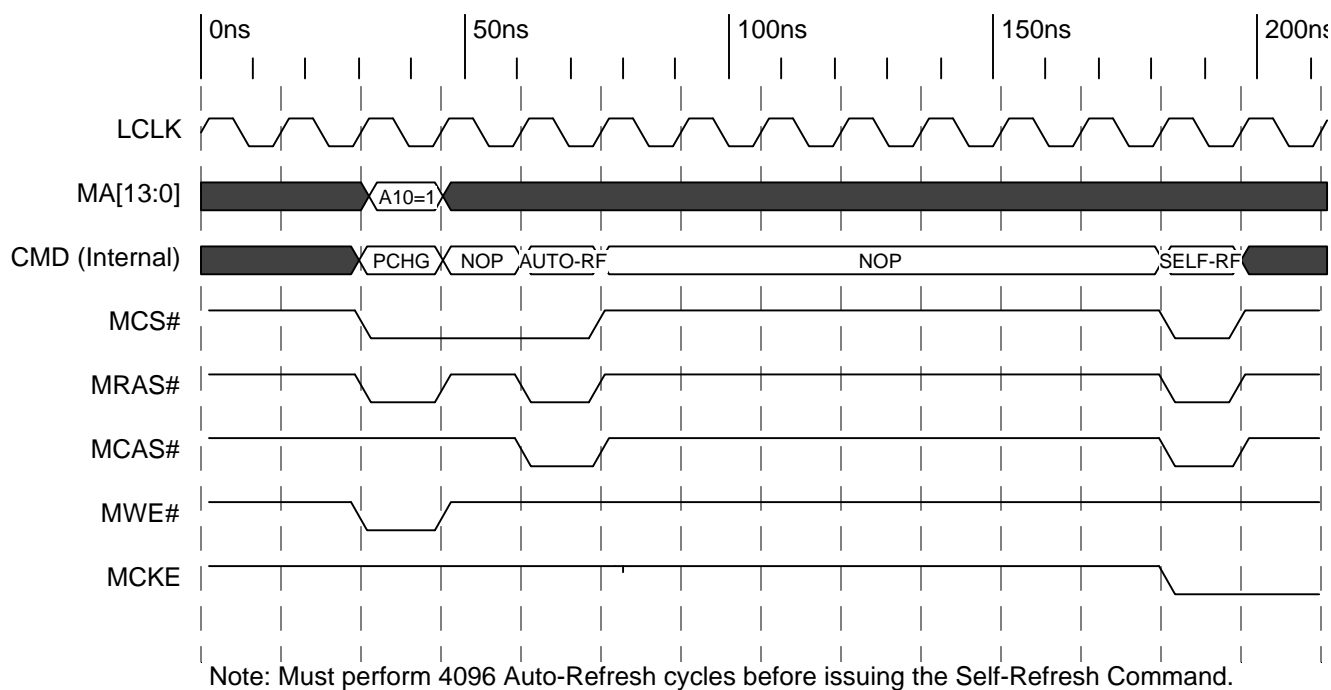 0ns 50ns 100ns 150ns 200ns
LCLK
MA[13:0] A10=1
CMD (Internal) PCHG NOP AUTO-RF NOP SELF-RF
MCS#
MRAS#
MCAS#
MWE#
MCKE
Note: Must perform 4096 Auto-Refresh cycles before issuing the Self-Refresh Command.